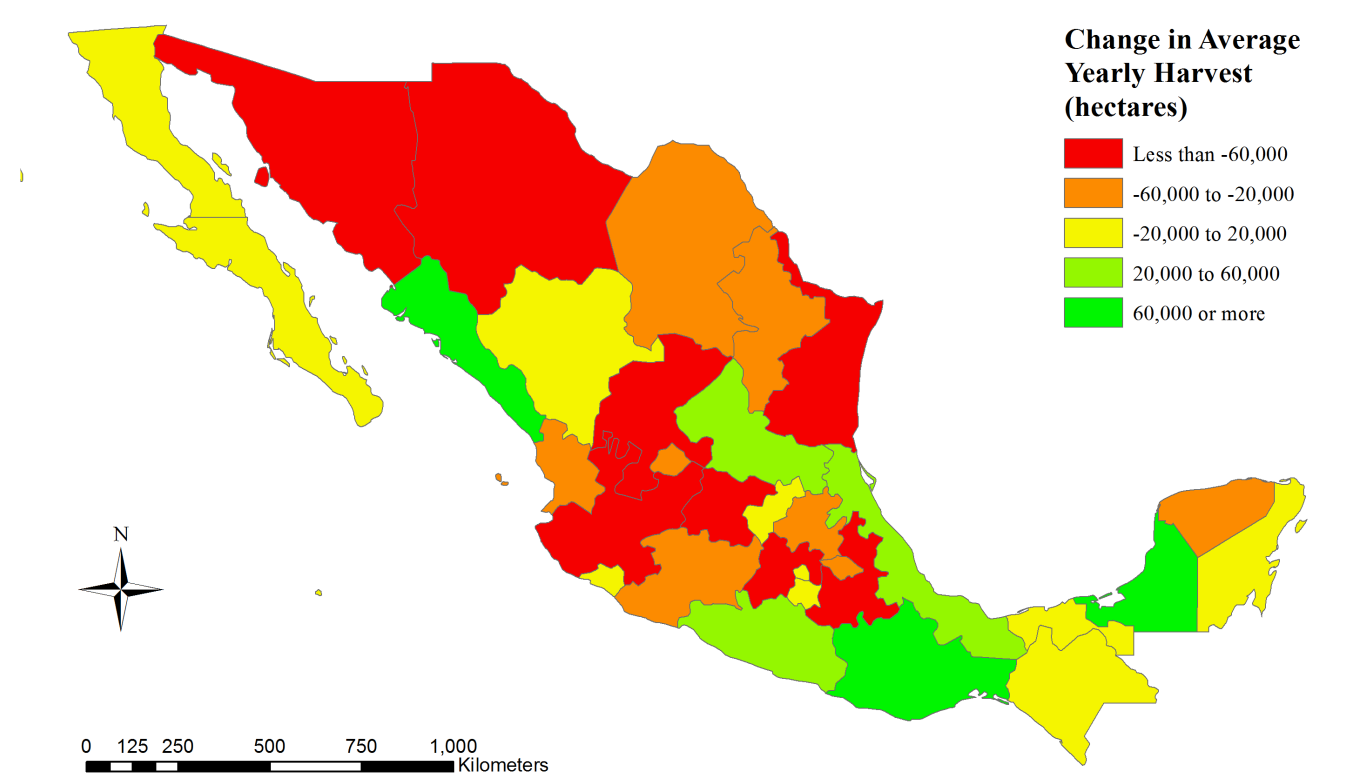 Change in Average
Yearly Harvest
(hectares)
Less than -60,000
-60,000 to -20,000
-20,000 to 20,000
20,000 to 60,000
60,000 or more
N
0 125 250 500 750 1,000
Kilometers